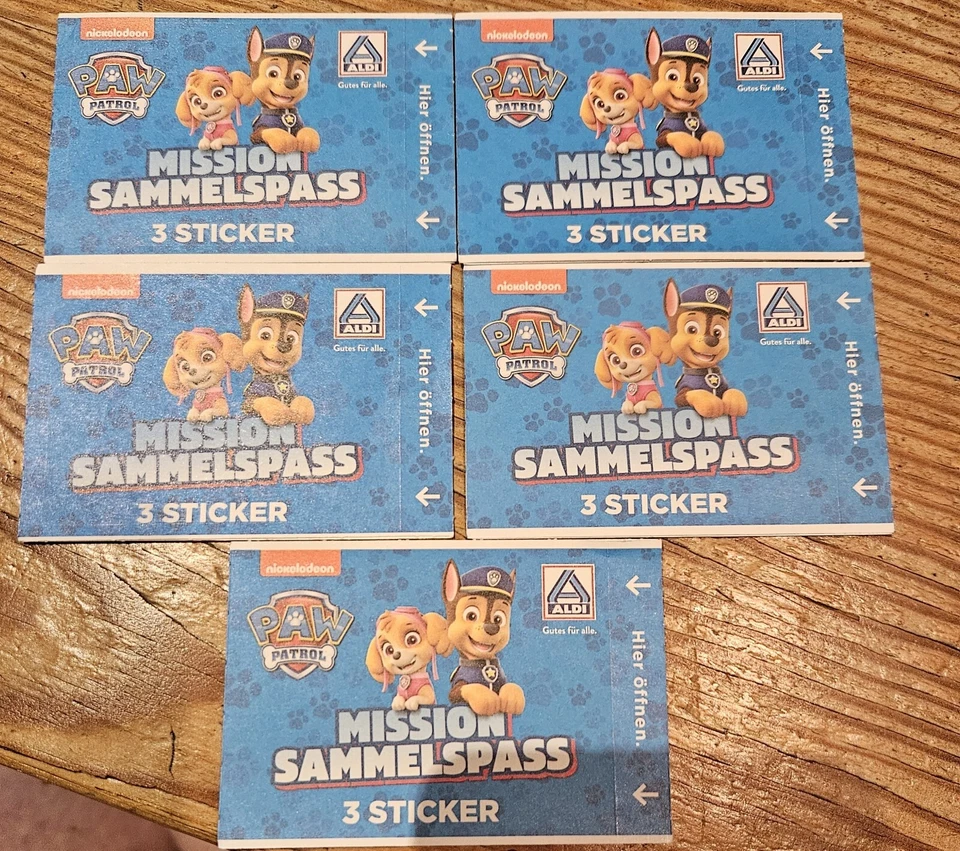 nickelodeon
PAW
PATROL
ALDI
Gutes für alle.
MISSION
SAMMELSPASS
3 STICKER
Hier öffnen.
nickelodeon
PAW
PATROL
ALDI
Gutes für alle.
MISSION
SAMMELSPASS
3 STICKER
Hier öffnen.
nickelodeon
PAW
PATROL
ALDI
Gutes für alle.
MISSION
SAMMELSPASS
3 STICKER
Hier öffnen.
nickelodeon
PAW
PATROL
ALDI
Gutes für alle.
MISSION
SAMMELSPASS
3 STICKER
Hier öffnen.
nickelodeon
PAW
PATROL
ALDI
Gutes für alle.
MISSION
SAMMELSPASS
3 STICKER
Hier öffnen.